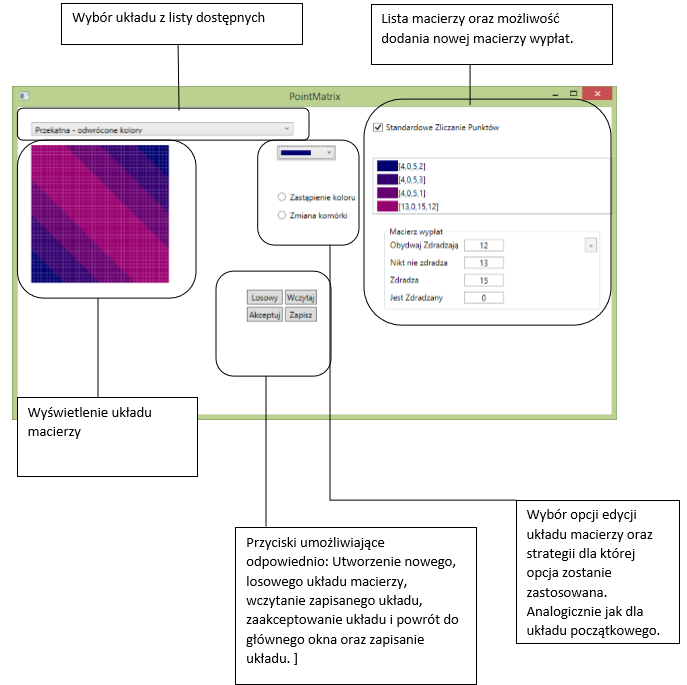 Wybór układu z listy dostępnych
Lista macierzy oraz możliwość
dodania nowej macierzy wypłat.
PointMatrix
Przekątna - odwrócone kolory
Standardowe Zliczanie Punktów
Zastąpienie koloru
Zmiana komórki
[4,0,5,2]
[4,0,5,3]
[4,0,5,1]
[13,0,15,12]
Macierz wypłat
Obydwaj Zdradzają 12
+
Nikt nie zdradza 13
Zdradza 15
Jest Zdradzany 0
Losowy Wczytaj
Akceptuj Zapisz
Wyświetlenie układu
macierzy
Przyciski umożliwiające
odpowiednio: Utworzenie nowego,
losowego układu macierzy,
wczytanie zapisanego układu,
zaakceptowanie układu i powrót do
głównego okna oraz zapisanie
układu. ]
Wybór opcji edycji
układu macierzy oraz
strategii dla której
opcja zostanie
zastosowana.
Analogicznie jak dla
układu początkowego.